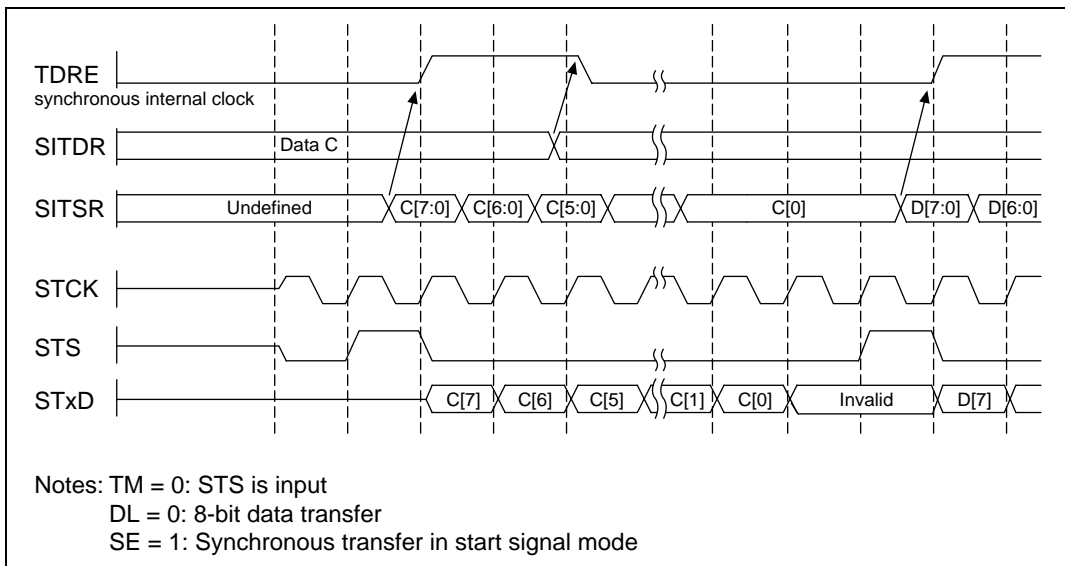 TDRE
synchronous internal clock
SITDR Data C
SITSR Undefined C[7:0] C[6:0] C[5:0] C[0] D[7:0] D[6:0]
STCK
STS
STxD C[7] C[6] C[5] C[1] C[0] Invalid D[7]
Notes: TM = 0: STS is input
DL = 0: 8-bit data transfer
SE = 1: Synchronous transfer in start signal mode